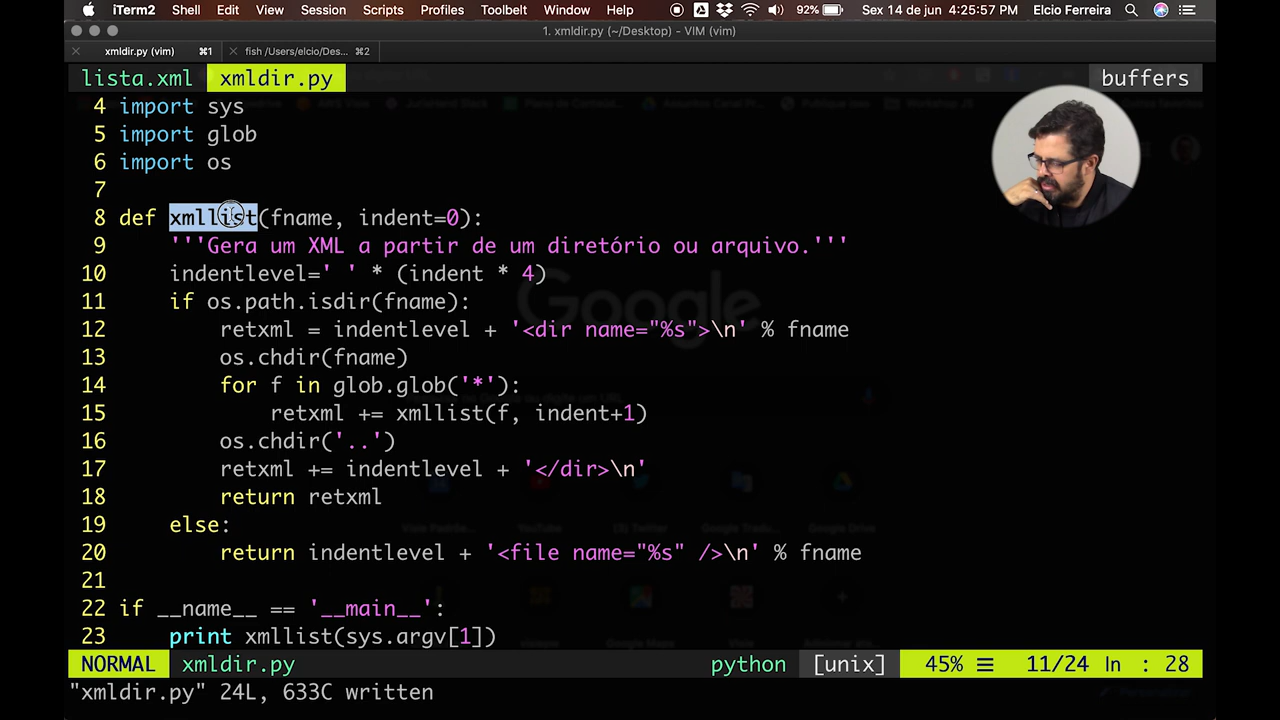 iTerm2 Shell Edit View Session Scripts Profiles Toolbelt Window Help 92% Sex 14 de jun 4:25:57 PM Elcio Ferreira
1. xmldir.py (~/Desktop) - VIM (vim)
xmldir.py (vim) ⌘1 fish /Users/elcio/Des... ⌘2
lista.xml xmldir.py buffers
4 import sys
5 import glob
6 import os
7
8 def xmllist(fname, indent=0):
9 '''Gera um XML a partir de um diretório ou arquivo.'''
10 indentlevel=' ' * (indent * 4)
11 if os.path.isdir(fname):
12 retxml = indentlevel + '<dir name="%s">\n' % fname
13 os.chdir(fname)
14 for f in glob.glob('*'):
15 retxml += xmllist(f, indent+1)
16 os.chdir('..')
17 retxml += indentlevel + '</dir>\n'
18 return retxml
19 else:
20 return indentlevel + '<file name="%s" />\n' % fname
21
22 if __name__ == '__main__':
23 print xmllist(sys.argv[1])
NORMAL xmldir.py python [unix] 45% ☰ 11/24 ln : 28
"xmldir.py" 24L, 633C written
Google
YouTube
Google Drive